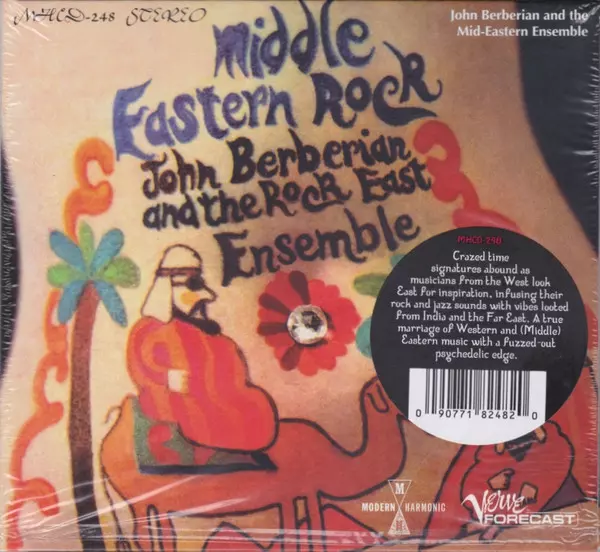 MHCD-248 STEREO
John Berberian and the
Mid-Eastern Ensemble
Middle
Eastern Rock
John Berberian
and the Rock East
Ensemble
MHCD-248
Crazed time
signatures abound as
musicians from the West look
East for inspiration, infusing their
rock and jazz sounds with vibes looted
from India and the Far East. A true
marriage of Western and (Middle)
Eastern music with a fuzzed-out
psychedelic edge.
0 90771 82482 0
MODERN HARMONIC
Verve
FORECAST